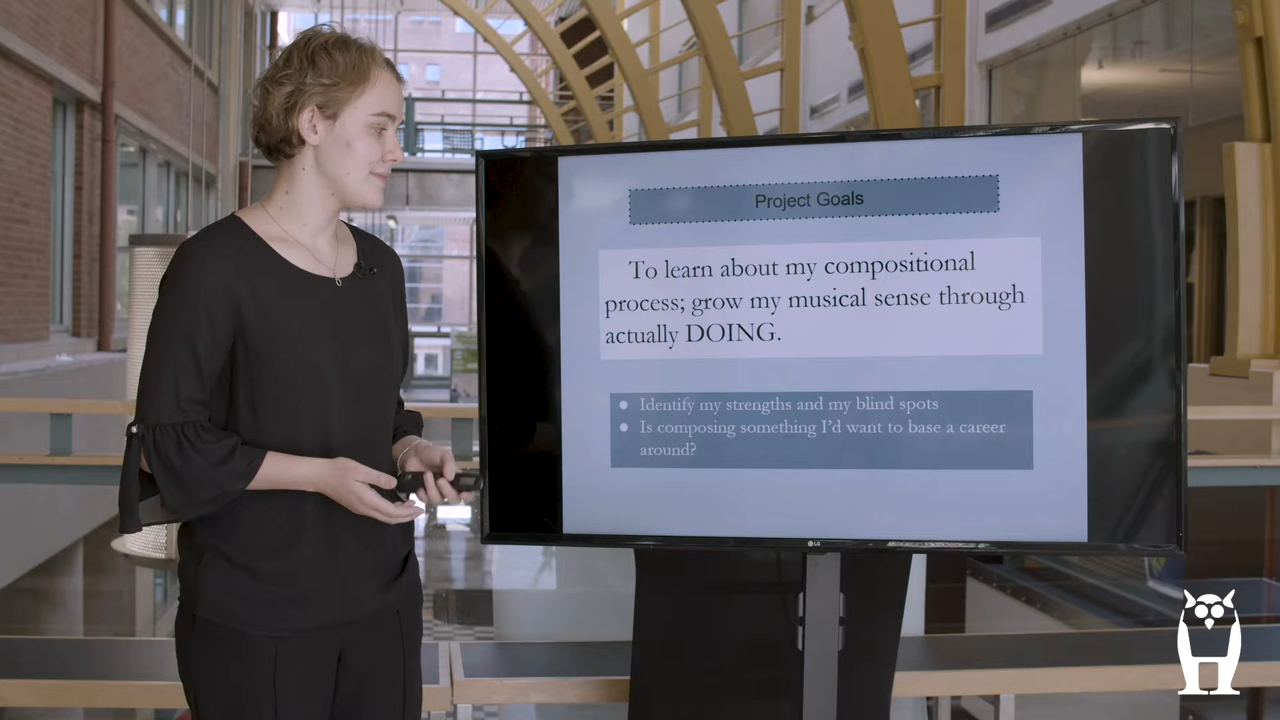 Project Goals
To learn about my compositional
process; grow my musical sense through
actually DOING.
Identify my strengths and my blind spots
Is composing something I'd want to base a career
around?
LG